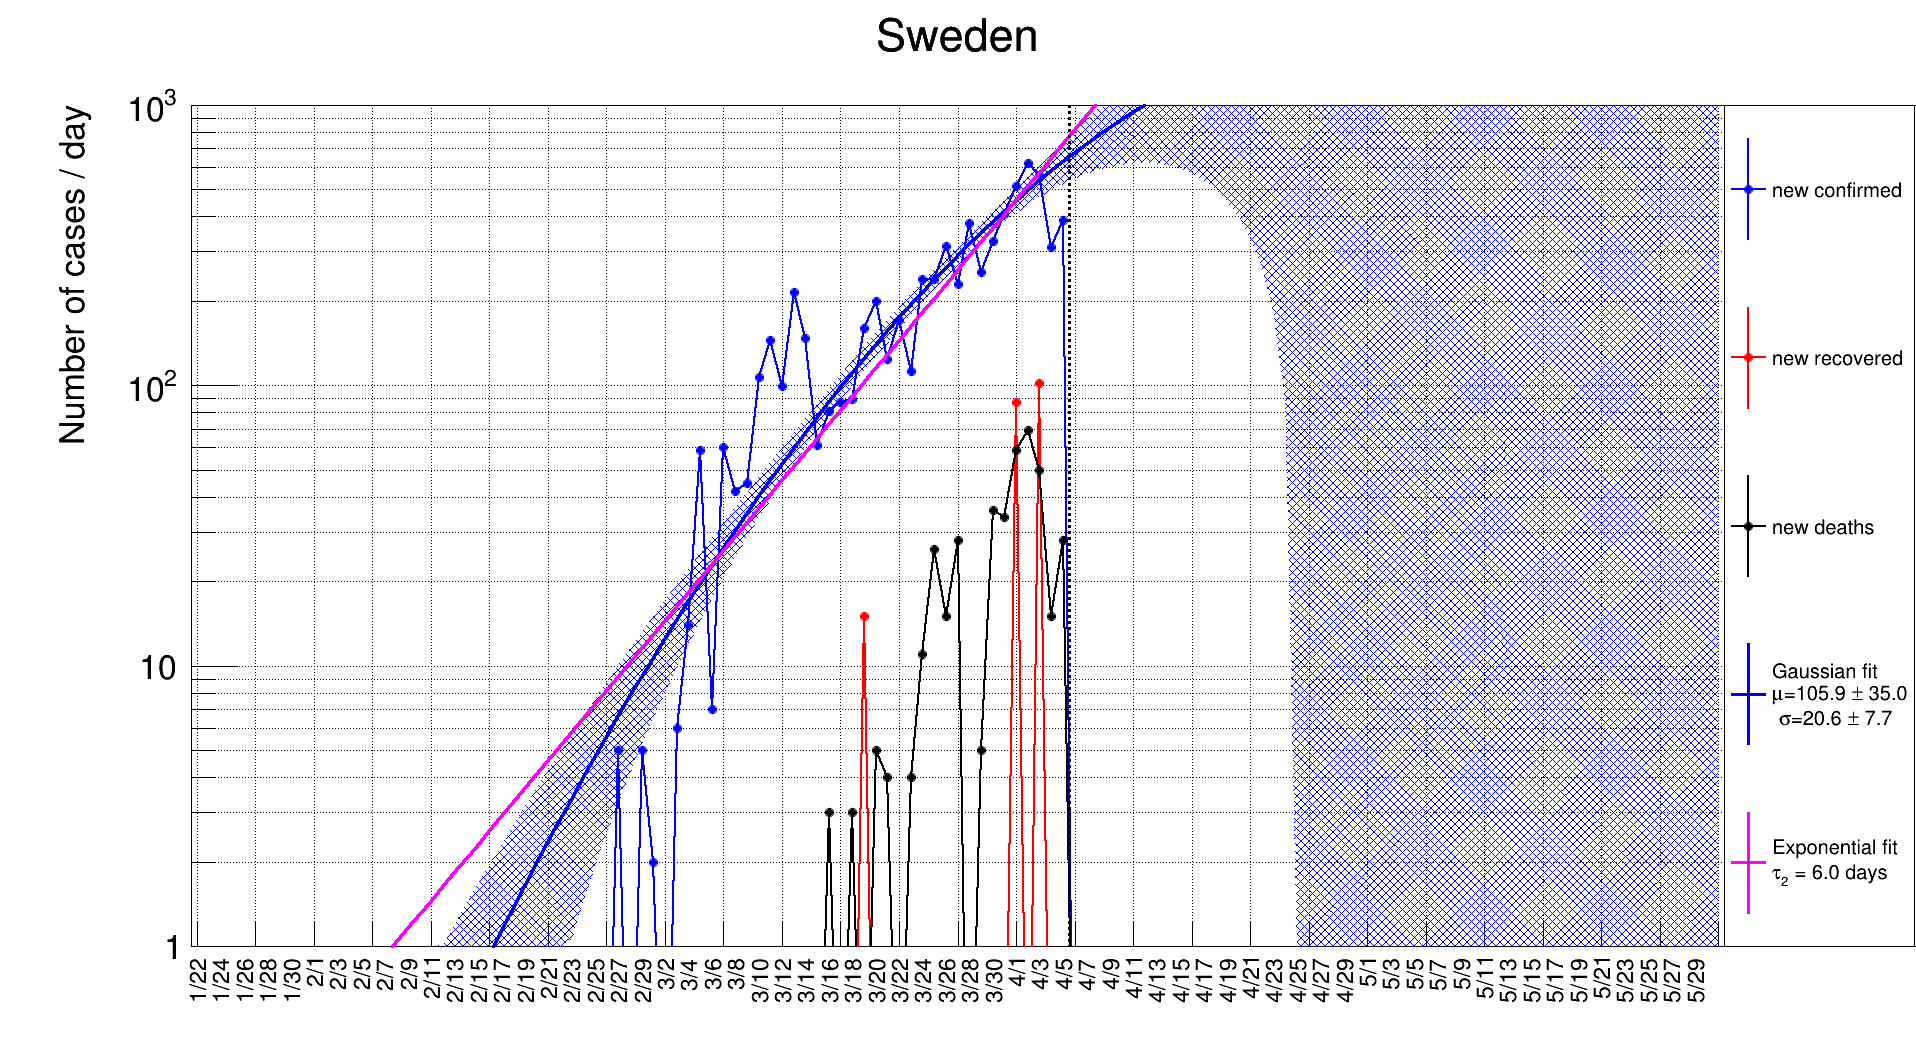 Sweden
Number of cases / day
10³
10²
10
1
1/22 1/24 1/26 1/28 1/30 2/1 2/3 2/5 2/7 2/9 2/11 2/13 2/15 2/17 2/19 2/21 2/23 2/25 2/27 2/29 3/2 3/4 3/6 3/8 3/10 3/12 3/14 3/16 3/18 3/20 3/22 3/24 3/26 3/28 3/30 4/1 4/3 4/5 4/7 4/9 4/11 4/13 4/15 4/17 4/19 4/21 4/23 4/25 4/27 4/29 5/1 5/3 5/5 5/7 5/9 5/11 5/13 5/15 5/17 5/19 5/21 5/23 5/25 5/27 5/29
new confirmed
new recovered
new deaths
Gaussian fit
μ=105.9 ± 35.0
σ=20.6 ± 7.7
Exponential fit
τ₂ = 6.0 days